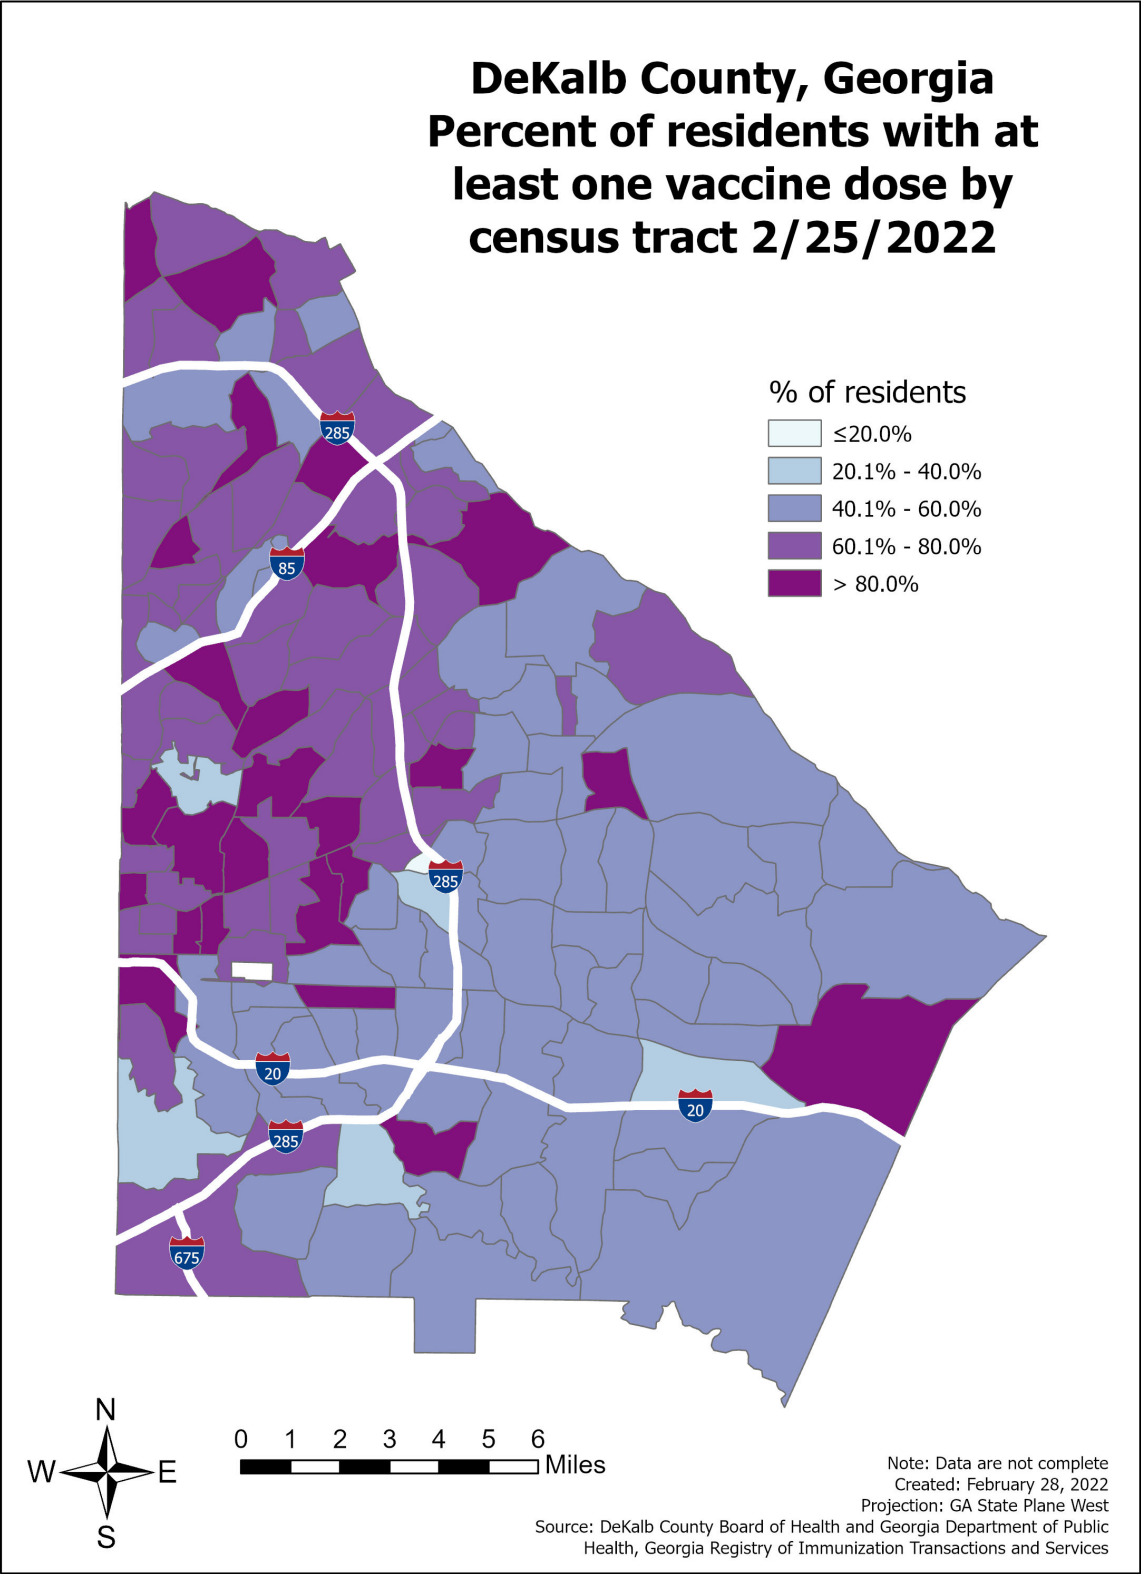 DeKalb County, Georgia
Percent of residents with at
least one vaccine dose by
census tract 2/25/2022
% of residents
≤20.0%
20.1% - 40.0%
40.1% - 60.0%
60.1% - 80.0%
> 80.0%
285
85
285
20
20
285
675
N
W E
S
0 1 2 3 4 5 6
Miles
Note: Data are not complete
Created: February 28, 2022
Projection: GA State Plane West
Source: DeKalb County Board of Health and Georgia Department of Public
Health, Georgia Registry of Immunization Transactions and Services